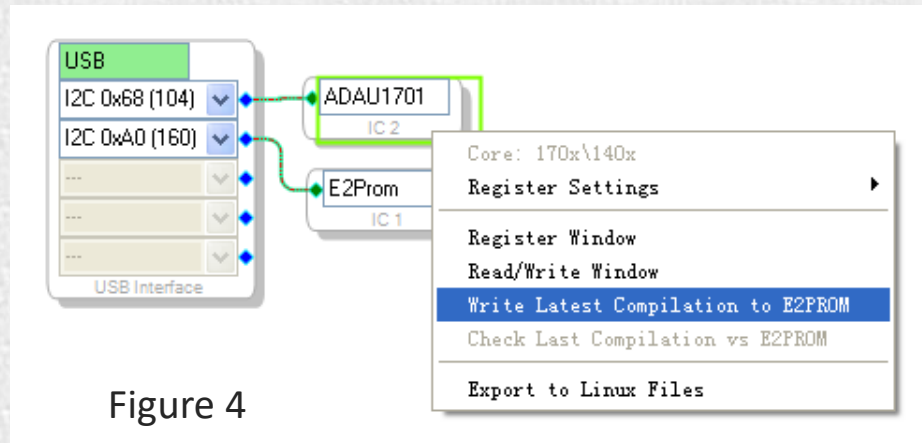 USB
I2C 0x68 (104)
I2C 0xA0 (160)
---
---
---
USB Interface
ADAU1701
IC 2
E2Prom
IC 1
Core: 170x\140x
Register Settings
Register Window
Read/Write Window
Write Latest Compilation to E2PROM
Check Last Compilation vs E2PROM
Export to Linux Files
Figure 4